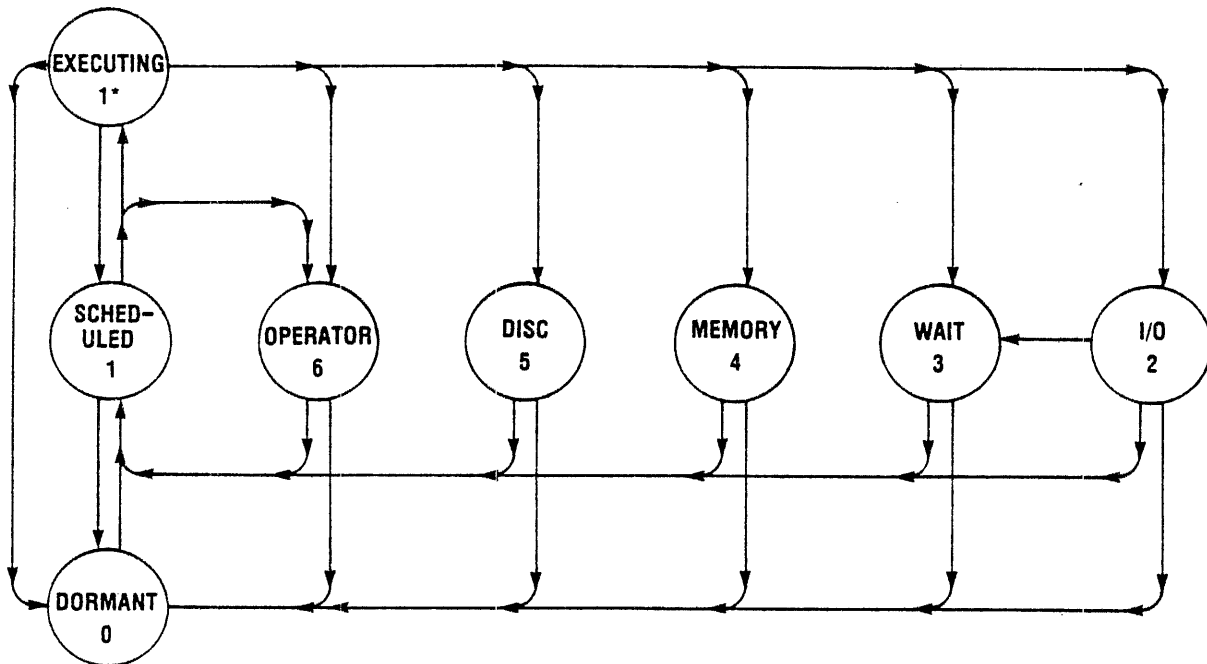 EXECUTING
1*
SCHED-
ULED
1
OPERATOR
6
DISC
5
MEMORY
4
WAIT
3
I/O
2
DORMANT
0